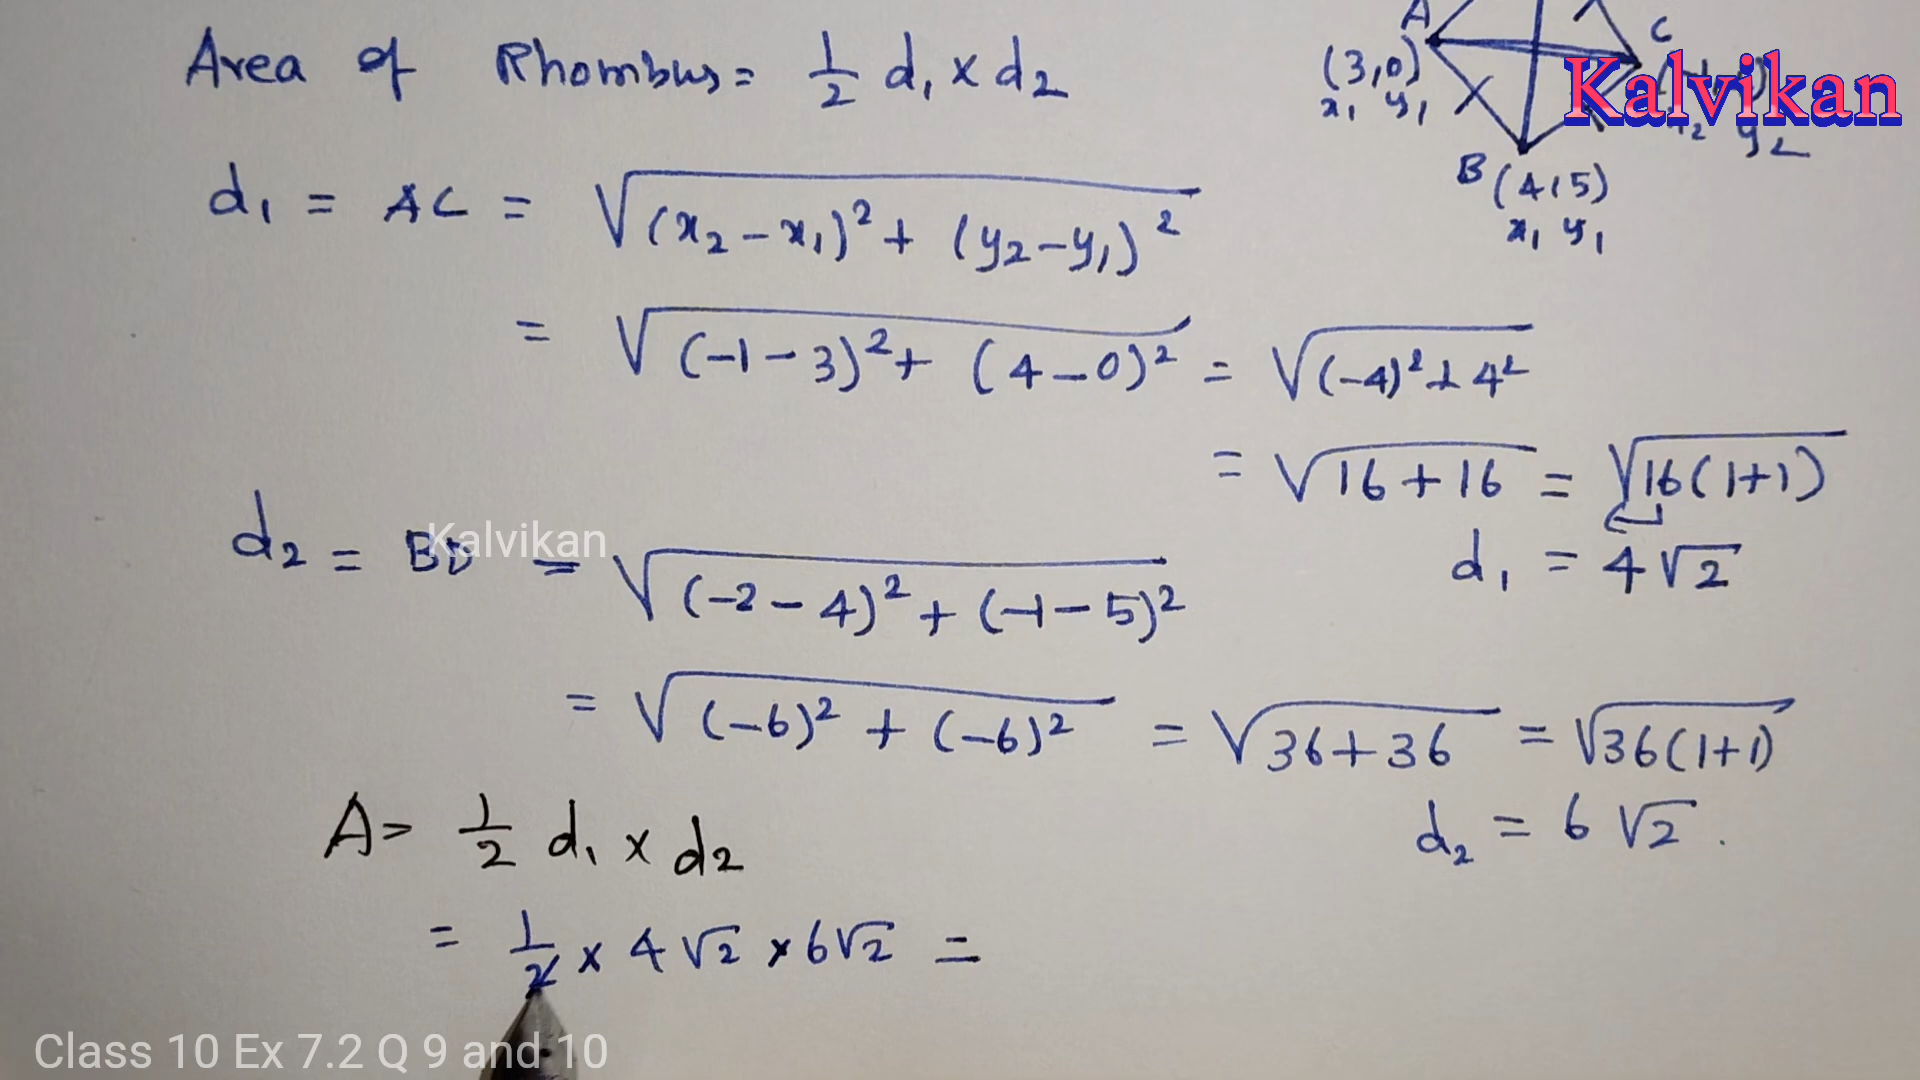 Area of Rhombus = 1/2 d₁ × d₂
A
C
(3,0)
x₁ y₁
Kalvikan
y₂
B (4,5)
x₁ y₁
d₁ = AC = √((x₂-x₁)² + (y₂-y₁)²)
= √((-1-3)² + (4-0)²) = √((-4)² + 4²)
= √(16+16) = √(16(1+1))
d₁ = 4√2
d₂ = BD = √((-2-4)² + (-1-5)²)
Kalvikan
= √((-6)² + (-6)²) = √(36+36) = √(36(1+1))
d₂ = 6√2.
A = 1/2 d₁ × d₂
= 1/2 × 4√2 × 6√2 =
Class 10 Ex 7.2 Q 9 and 10